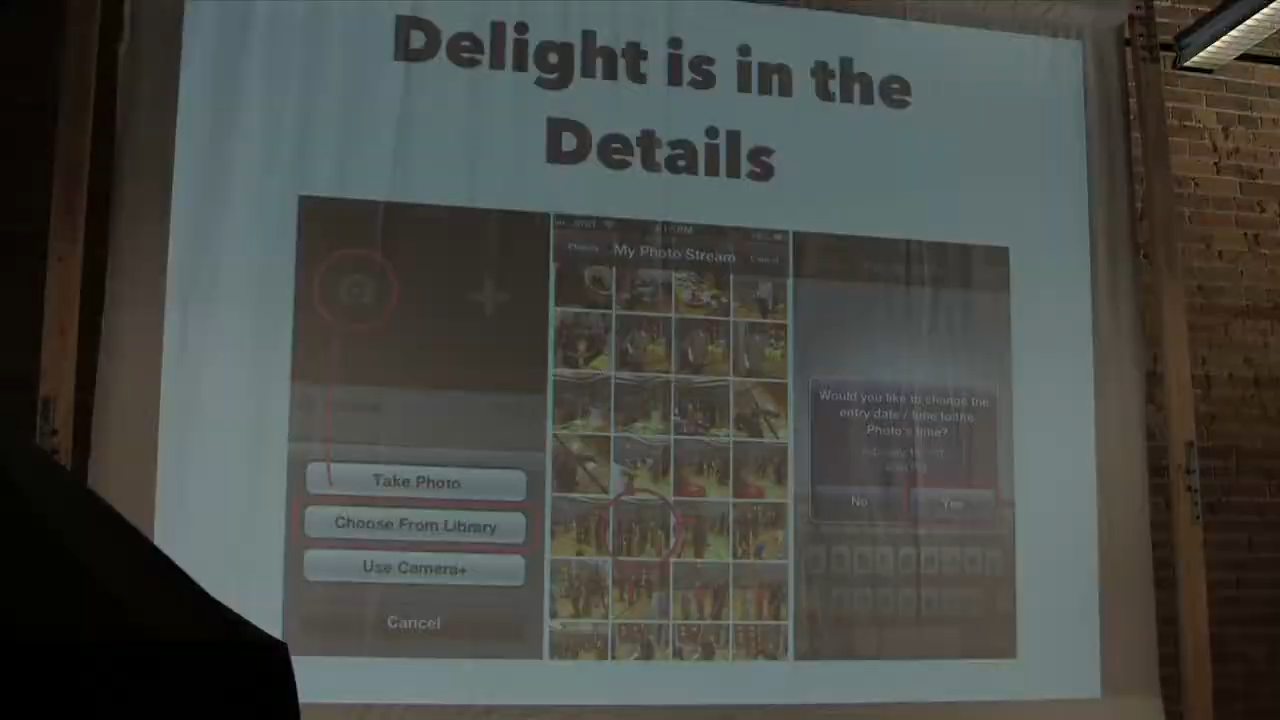 Delight is in the
Details
My Photo Stream
Take Photo
Choose From Library
Use Camera+
Cancel
Would you like to change the
entry date / time to the
Photo's time?
No
Yes